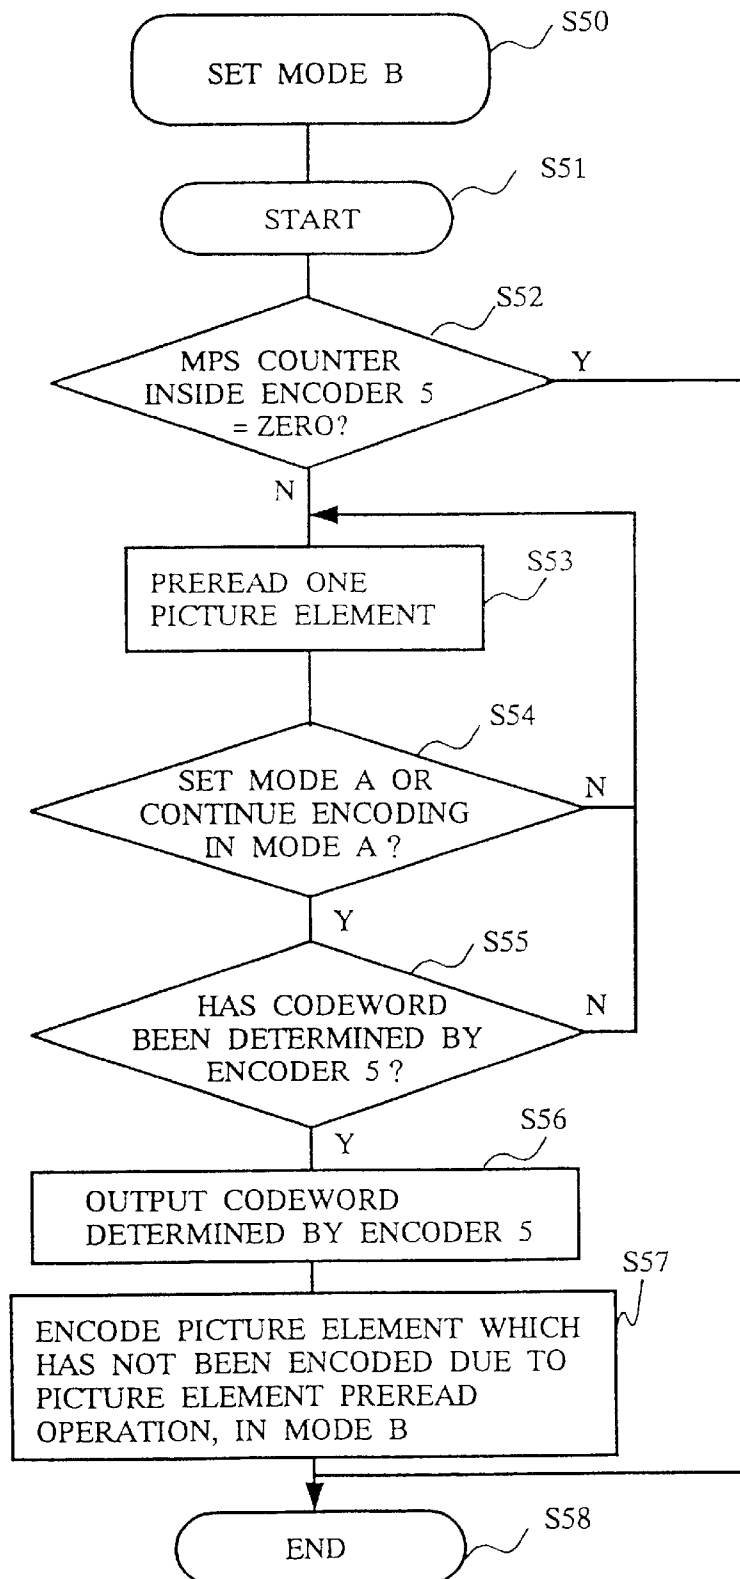 S50
SET MODE B
S51
START
S52
MPS COUNTER
INSIDE ENCODER 5
= ZERO?
Y
N
S53
PREREAD ONE
PICTURE ELEMENT
S54
SET MODE A OR
CONTINUE ENCODING
IN MODE A?
N
Y
S55
HAS CODEWORD
BEEN DETERMINED BY
ENCODER 5?
N
Y
S56
OUTPUT CODEWORD
DETERMINED BY ENCODER 5
S57
ENCODE PICTURE ELEMENT WHICH
HAS NOT BEEN ENCODED DUE TO
PICTURE ELEMENT PREREAD
OPERATION, IN MODE B
S58
END